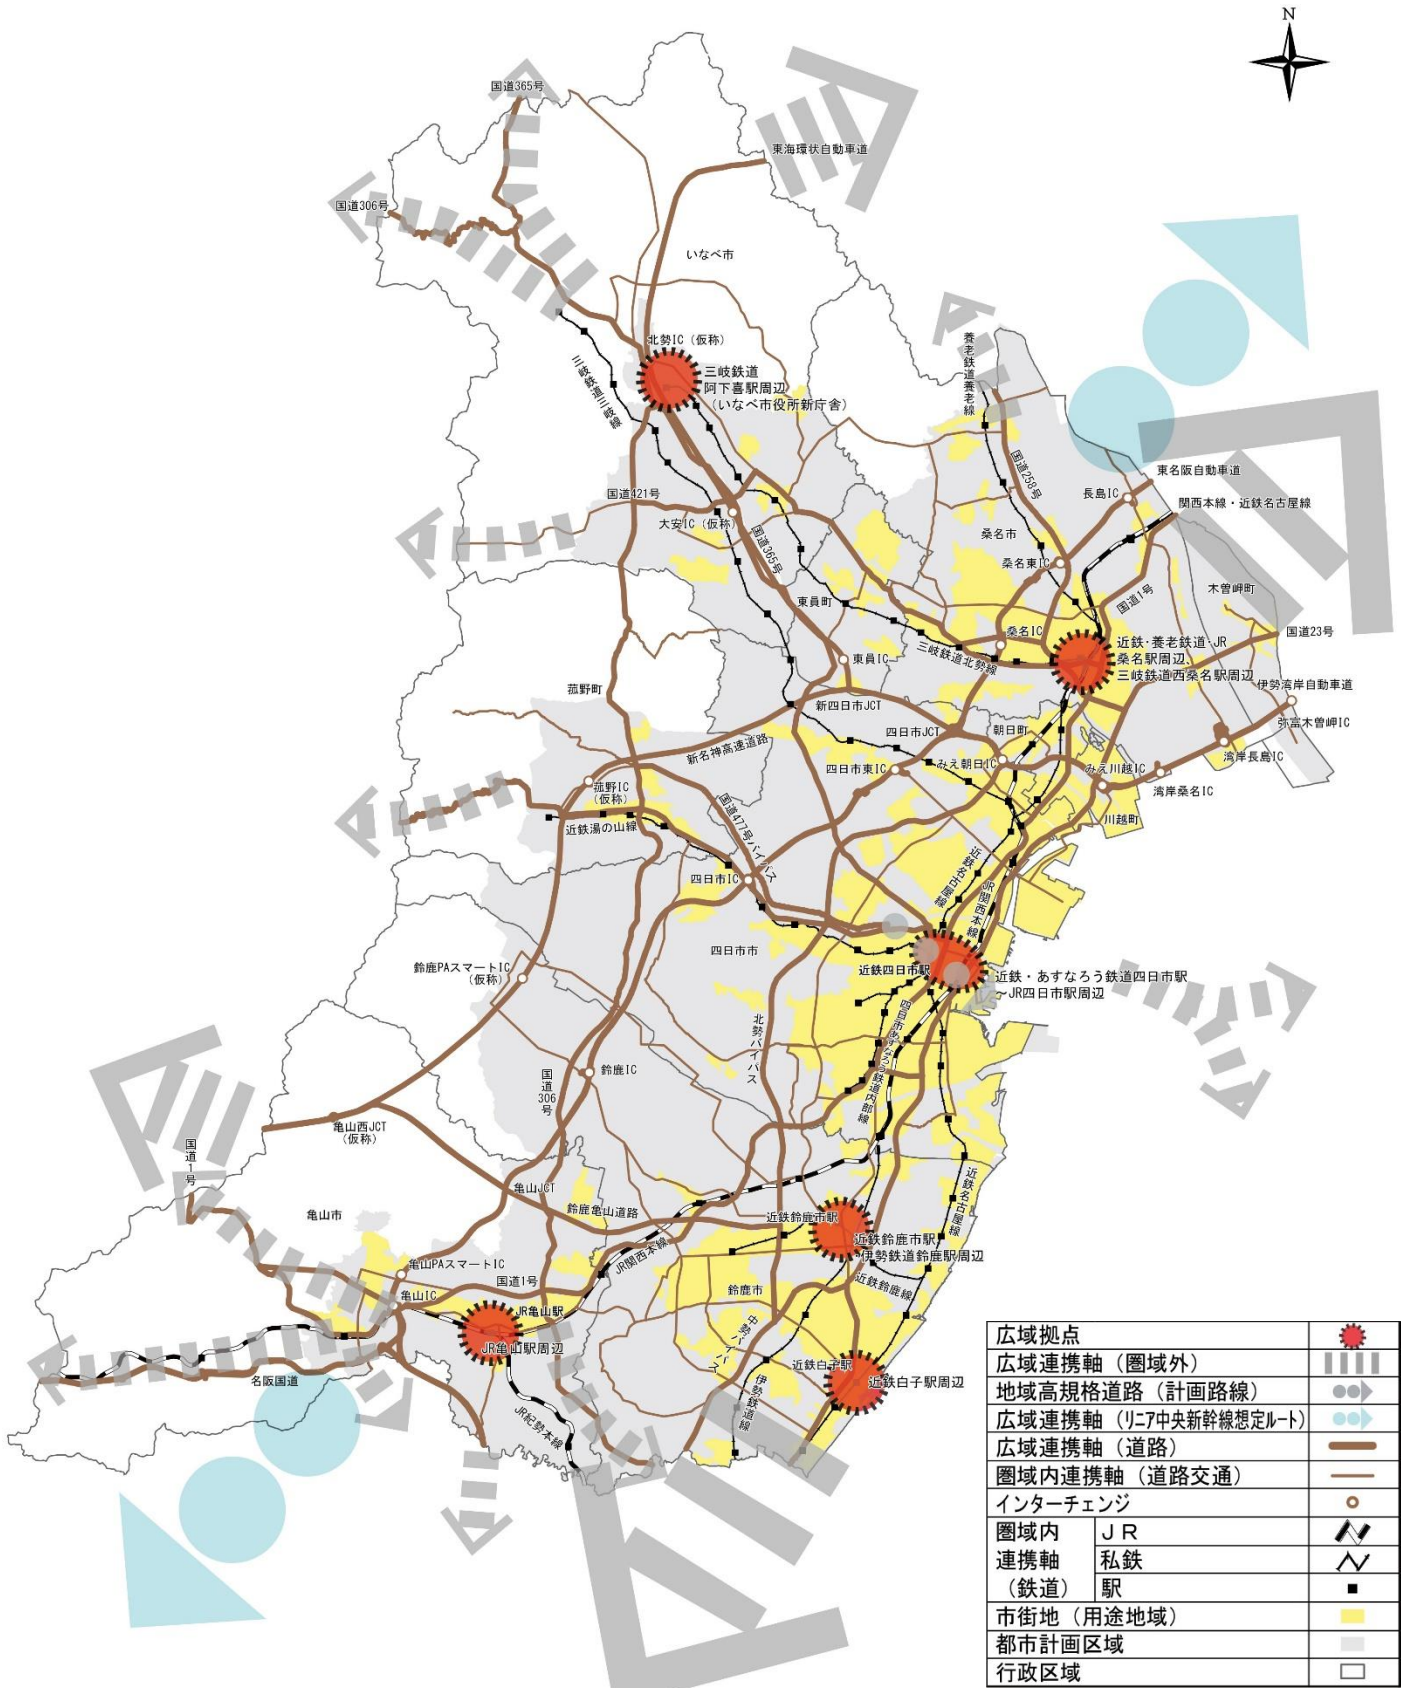 N
国道365号
東海環状自動車道
国道306号
いなべ市
北勢IC（仮称）
三岐鉄道
阿下喜駅周辺
（いなべ市役所新庁舎）
三岐鉄道三岐線
養老鉄道養老線
国道258号
東名阪自動車道
長島IC
関西本線・近鉄名古屋線
国道421号
大安IC（仮称）
国道365号
桑名市
桑名東IC
木曽岬町
国道1号
東員町
桑名IC
国道23号
近鉄・養老鉄道・JR
桑名駅周辺、
三岐鉄道西桑名駅周辺
三岐鉄道北勢線
東員IC
伊勢湾岸自動車道
菰野町
新四日市JCT
弥富木曽岬IC
四日市JCT
朝日町
新名神高速道路
湾岸長島IC
四日市東IC
みえ朝日IC
みえ川越IC
湾岸桑名IC
菰野IC
（仮称）
国道477号バイパス
川越町
近鉄湯の山線
近鉄名古屋線
JR関西本線
四日市IC
四日市市
鈴鹿PAスマートIC
（仮称）
近鉄四日市駅
近鉄・あすなろう鉄道四日市駅
～JR四日市駅周辺
北勢バイパス
四日市あすなろう鉄道内部線
国道306号
鈴鹿IC
亀山西JCT
（仮称）
国道1号
亀山JCT
近鉄名古屋線
亀山市
鈴鹿亀山道路
近鉄鈴鹿市駅
近鉄鈴鹿市駅
・伊勢鉄道鈴鹿駅周辺
JR関西本線
亀山PAスマートIC
国道1号
近鉄鈴鹿線
鈴鹿市
亀山IC
JR亀山駅
JR亀山駅周辺
中勢バイパス
近鉄白子駅
近鉄白子駅周辺
名阪国道
伊勢鉄道線
JR紀勢本線
広域拠点
広域連携軸（圏域外）
地域高規格道路（計画路線）
広域連携軸（リニア中央新幹線想定ルート）
広域連携軸（道路）
圏域内連携軸（道路交通）
インターチェンジ
圏域内
連携軸
（鉄道）
ＪＲ
私鉄
駅
市街地（用途地域）
都市計画区域
行政区域